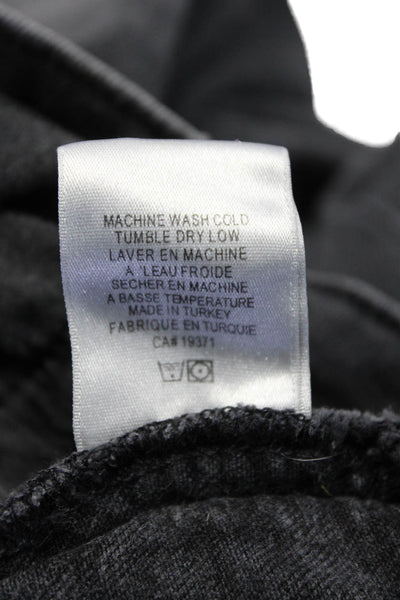 MACHINE WASH COLD
TUMBLE DRY LOW
LAVER EN MACHINE
A L'EAU FROIDE
SECHER EN MACHINE
A BASSE TEMPERATURE
MADE IN TURKEY
FABRIQUE EN TURQUIE
CA# 19371